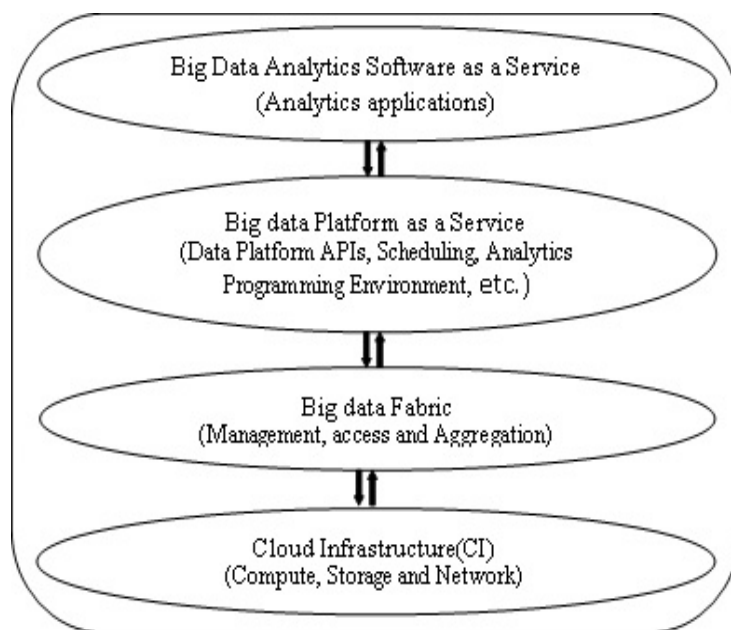 Big Data Analytics Software as a Service
(Analytics applications)
Big data Platform as a Service
(Data Platform APIs, Scheduling, Analytics
Programming Environment, etc.)
Big data Fabric
(Management, access and Aggregation)
Cloud Infrastructure(CI)
(Compute, Storage and Network)